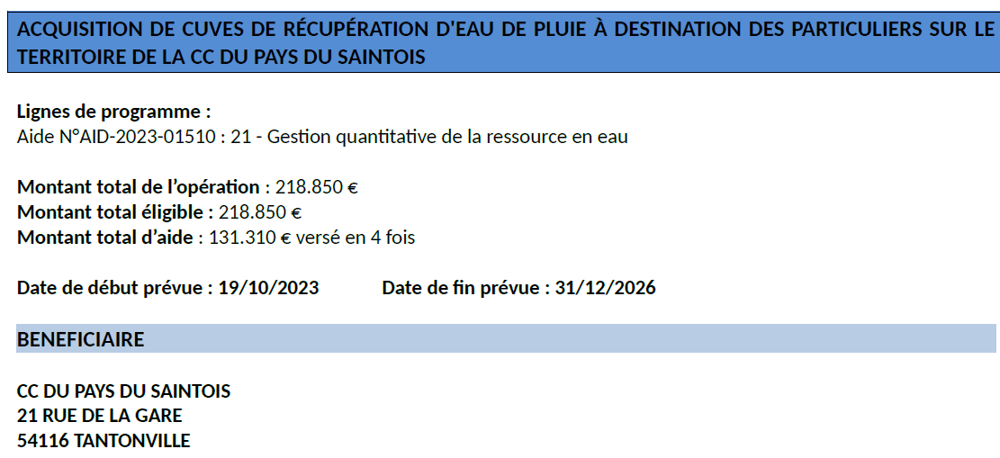 ACQUISITION DE CUVES DE RÉCUPÉRATION D'EAU DE PLUIE À DESTINATION DES PARTICULIERS SUR LE
TERRITOIRE DE LA CC DU PAYS DU SAINTOIS
Lignes de programme :
Aide N°AID-2023-01510 : 21 - Gestion quantitative de la ressource en eau
Montant total de l’opération : 218.850 €
Montant total éligible : 218.850 €
Montant total d’aide : 131.310 € versé en 4 fois
Date de début prévue : 19/10/2023 Date de fin prévue : 31/12/2026
BENEFICIAIRE
CC DU PAYS DU SAINTOIS
21 RUE DE LA GARE
54116 TANTONVILLE